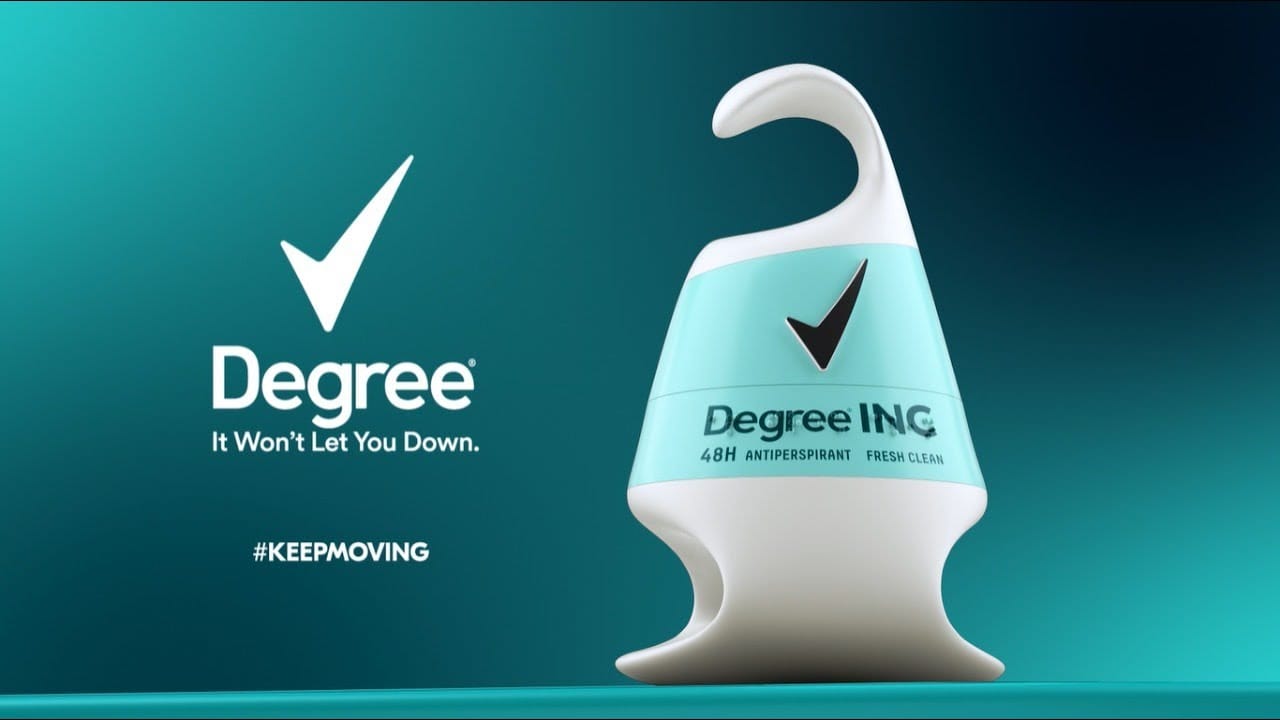 Degree®
It Won't Let You Down.
#KEEPMOVING
Degree INC
48H ANTIPERSPIRANT FRESH CLEAN